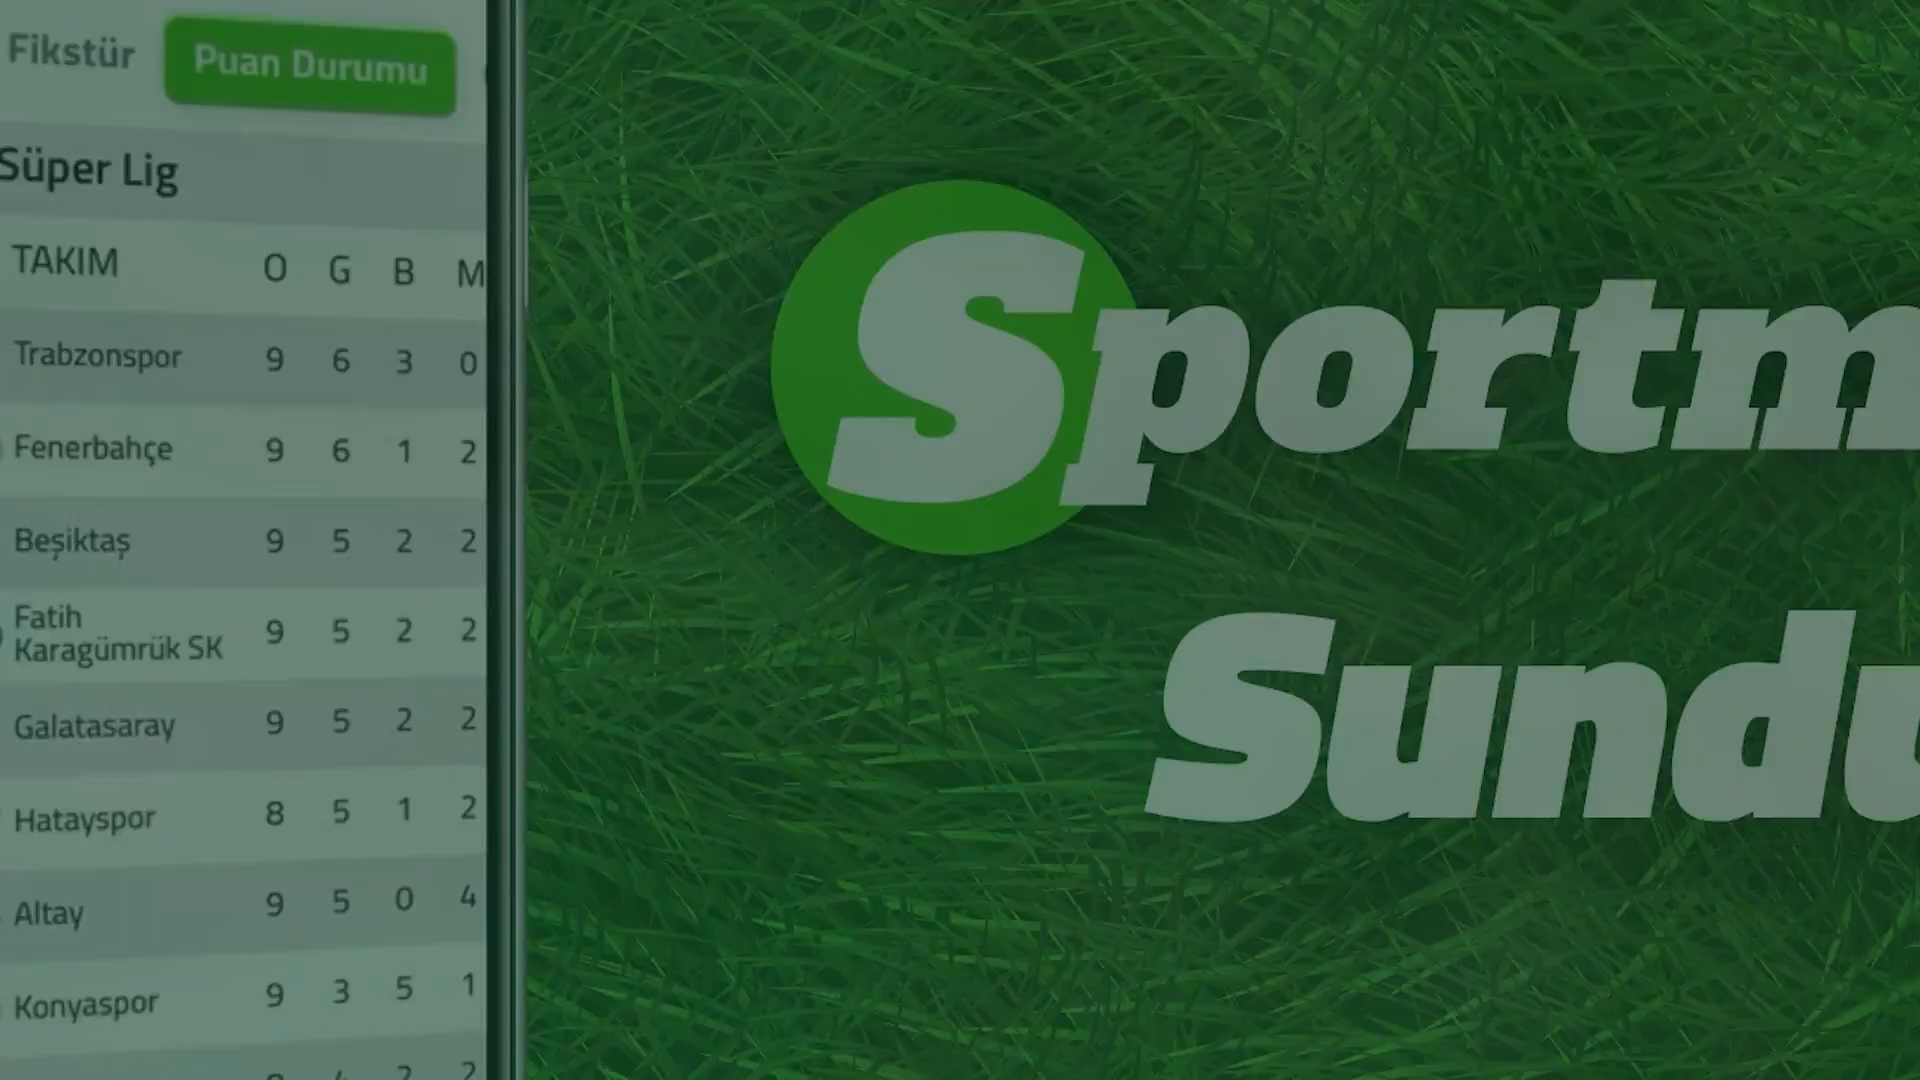 Fikstür Puan Durumu
Süper Lig
TAKIM O G B M
Trabzonspor 9 6 3 0
Fenerbahçe 9 6 1 2
Beşiktaş 9 5 2 2
Fatih
Karagümrük SK 9 5 2 2
Galatasaray 9 5 2 2
Hatayspor 8 5 1 2
Altay 9 5 0 4
Konyaspor 9 3 5 1
Sportm
Sundu